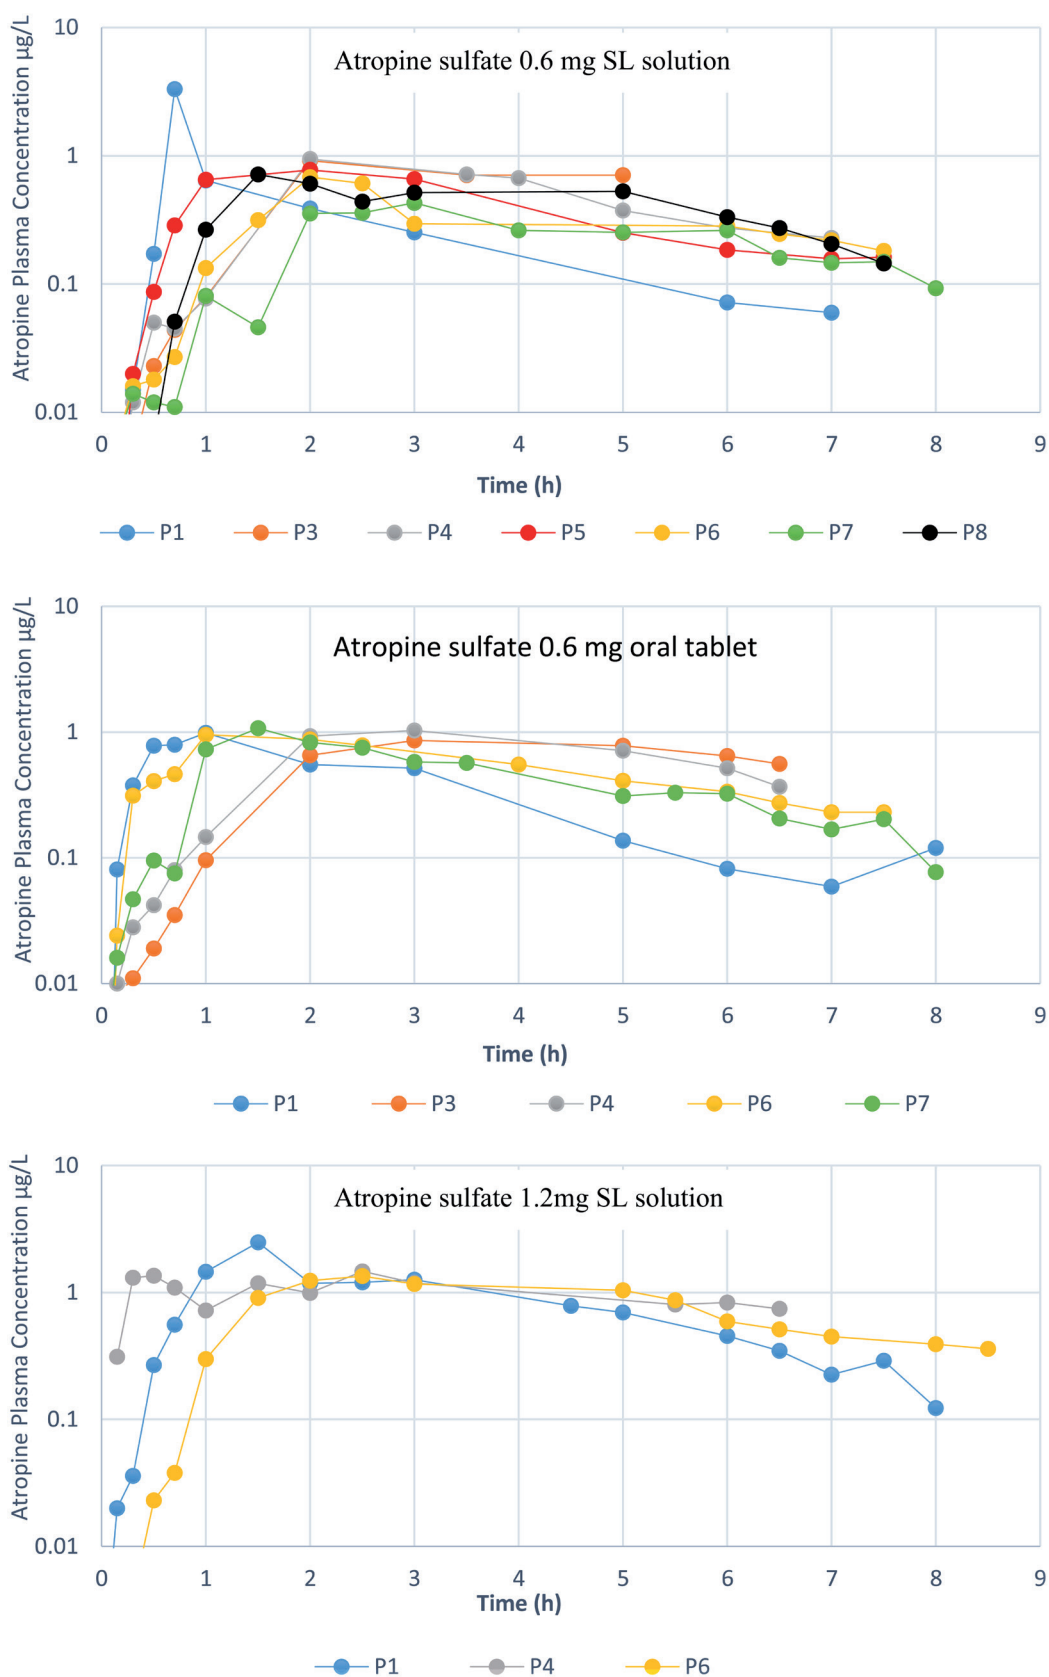 Atropine Plasma Concentration µg/L
Atropine sulfate 0.6 mg SL solution
10
1
0.1
0.01
0 1 2 3 4 5 6 7 8 9
Time (h)
P1 P3 P4 P5 P6 P7 P8
Atropine Plasma Concentration µg/L
Atropine sulfate 0.6 mg oral tablet
10
1
0.1
0.01
0 1 2 3 4 5 6 7 8 9
Time (h)
P1 P3 P4 P6 P7
Atropine Plasma Concentration µg/L
Atropine sulfate 1.2mg SL solution
10
1
0.1
0.01
0 1 2 3 4 5 6 7 8 9
Time (h)
P1 P4 P6